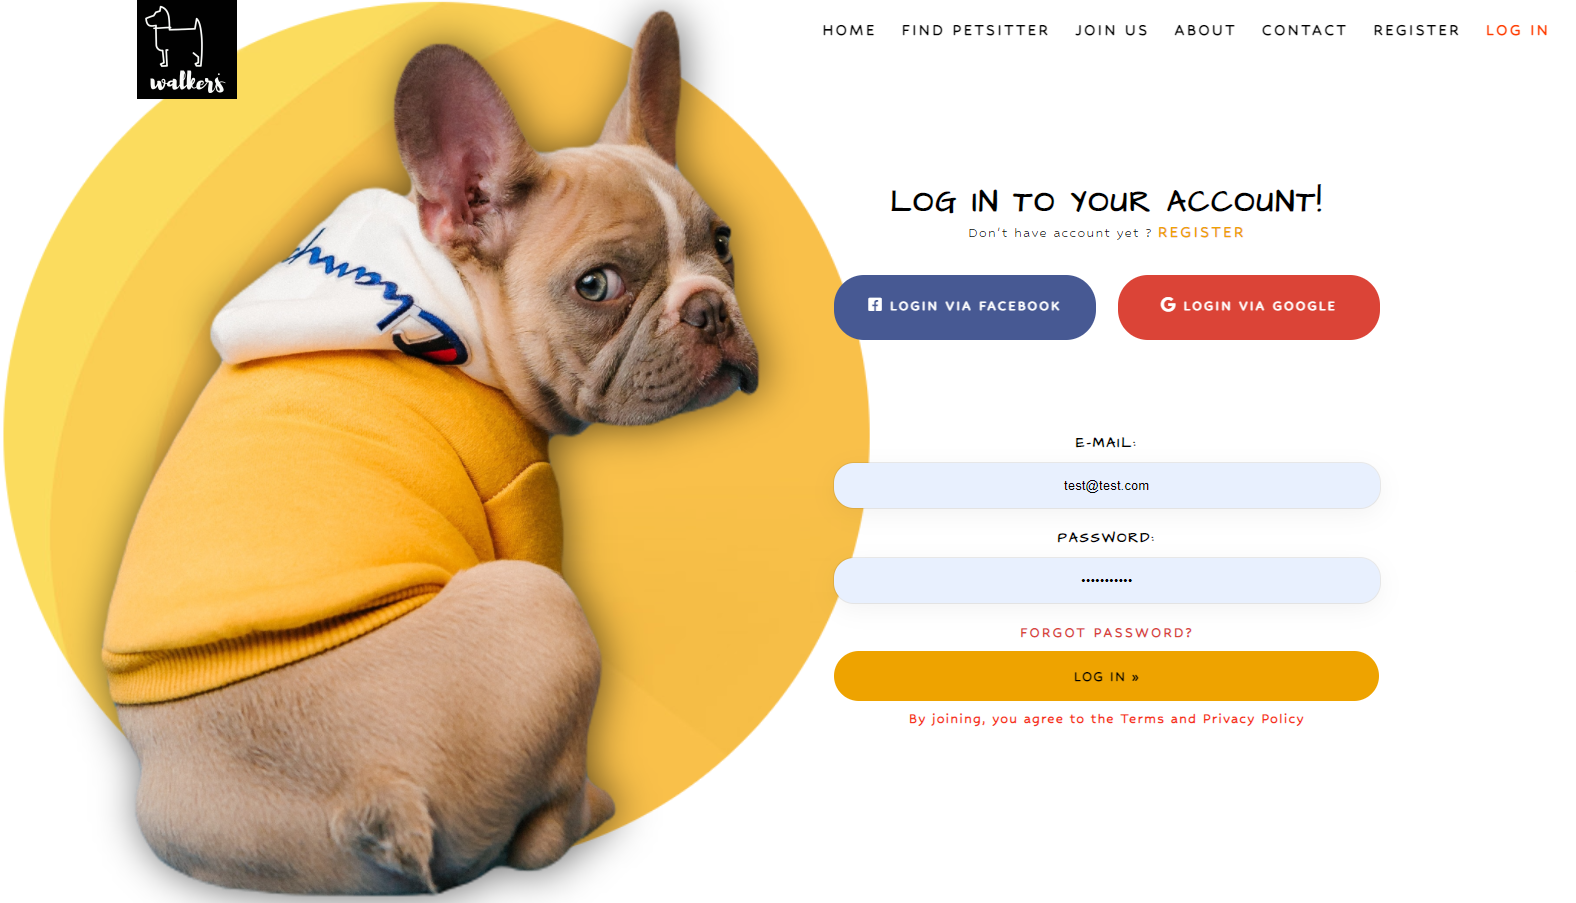 walkers
HOME FIND PETSITTER JOIN US ABOUT CONTACT REGISTER LOG IN
Champ
LOG IN TO YOUR ACCOUNT!
Don't have account yet ? REGISTER
LOGIN VIA FACEBOOK LOGIN VIA GOOGLE
E-MAIL:
test@test.com
PASSWORD:
•••••••••••
FORGOT PASSWORD?
LOG IN »
By joining, you agree to the Terms and Privacy Policy